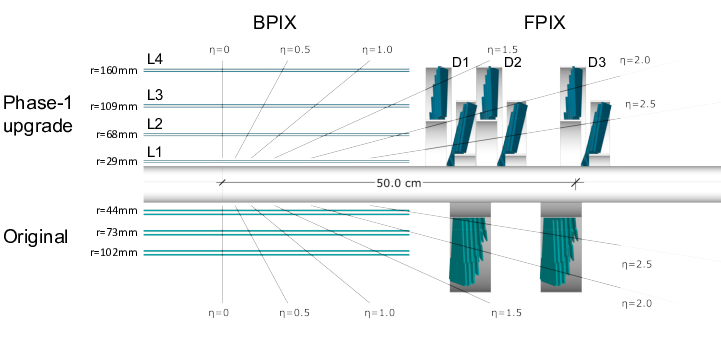 BPIX FPIX
η=0 η=0.5 η=1.0 η=1.5 η=2.0 η=2.5
L4 D1 D2 D3
r=160mm
L3
r=109mm
Phase-1
upgrade
L2
r=68mm
L1
r=29mm
50.0 cm
r=44mm
Original
r=73mm
r=102mm
η=0 η=0.5 η=1.0 η=1.5 η=2.0 η=2.5